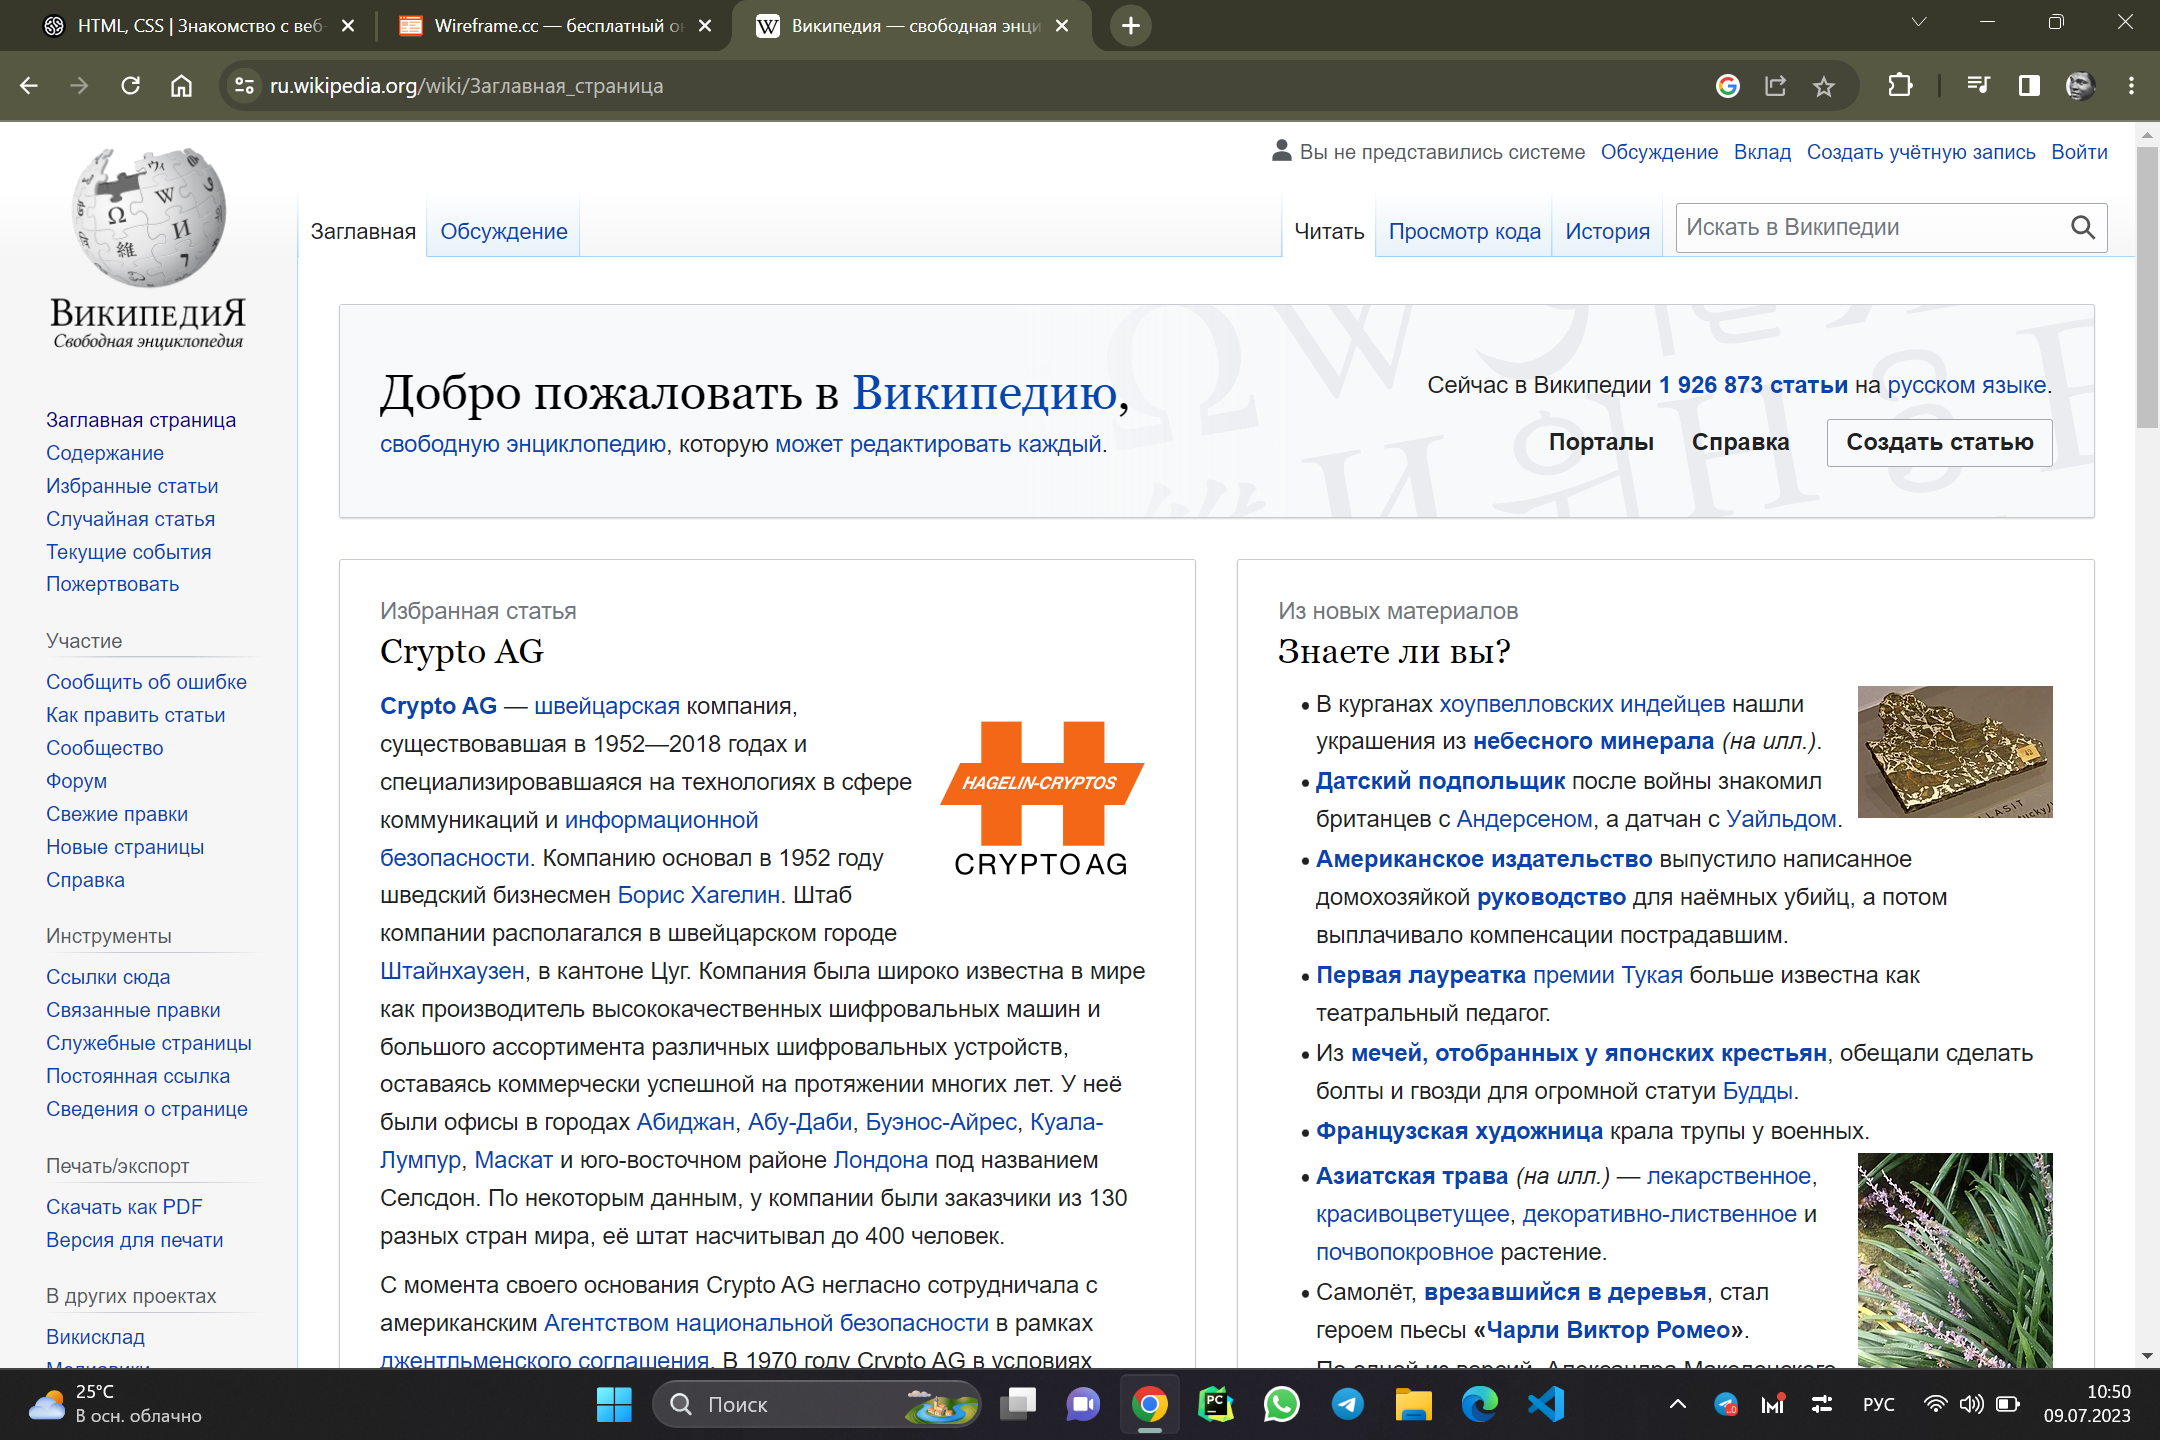 HTML, CSS | Знакомство с веб-
Wireframe.cc — бесплатный он
Википедия — свободная энци
ru.wikipedia.org/wiki/Заглавная_страница
Вы не представились системе Обсуждение Вклад Создать учётную запись Войти
Заглавная Обсуждение Читать Просмотр кода История Искать в Википедии
ВикипедиЯ
Свободная энциклопедия
Заглавная страница
Содержание
Избранные статьи
Случайная статья
Текущие события
Пожертвовать
Участие
Сообщить об ошибке
Как править статьи
Сообщество
Форум
Свежие правки
Новые страницы
Справка
Инструменты
Ссылки сюда
Связанные правки
Служебные страницы
Постоянная ссылка
Сведения о странице
Печать/экспорт
Скачать как PDF
Версия для печати
В других проектах
Викисклад
Добро пожаловать в Википедию,
свободную энциклопедию, которую может редактировать каждый.
Сейчас в Википедии 1 926 873 статьи на русском языке.
Порталы Справка Создать статью
Избранная статья
Crypto AG
Crypto AG — швейцарская компания,
существовавшая в 1952—2018 годах и
специализировавшаяся на технологиях в сфере
коммуникаций и информационной
безопасности. Компанию основал в 1952 году
шведский бизнесмен Борис Хагелин. Штаб
компании располагался в швейцарском городе
Штайнхаузен, в кантоне Цуг. Компания была широко известна в мире
как производитель высококачественных шифровальных машин и
большого ассортимента различных шифровальных устройств,
оставаясь коммерчески успешной на протяжении многих лет. У неё
были офисы в городах Абиджан, Абу-Даби, Буэнос-Айрес, Куала-
Лумпур, Маскат и юго-восточном районе Лондона под названием
Селсдон. По некоторым данным, у компании были заказчики из 130
разных стран мира, её штат насчитывал до 400 человек.
С момента своего основания Crypto AG негласно сотрудничала с
американским Агентством национальной безопасности в рамках
джентльменского соглашения. В 1970 году Crypto AG в условиях
HAGELIN-CRYPTOS
CRYPTO AG
Из новых материалов
Знаете ли вы?
В курганах хоупвелловских индейцев нашли
украшения из небесного минерала (на илл.).
Датский подпольщик после войны знакомил
британцев с Андерсеном, а датчан с Уайльдом.
Американское издательство выпустило написанное
домохозяйкой руководство для наёмных убийц, а потом
выплачивало компенсации пострадавшим.
Первая лауреатка премии Тукая больше известна как
театральный педагог.
Из мечей, отобранных у японских крестьян, обещали сделать
болты и гвозди для огромной статуи Будды.
Французская художница крала трупы у военных.
Азиатская трава (на илл.) — лекарственное,
красивоцветущее, декоративно-лиственное и
почвопокровное растение.
Самолёт, врезавшийся в деревья, стал
героем пьесы «Чарли Виктор Ромео».
По одной из версий, Александра Македонского
25°C
В осн. облачно
Поиск
РУС
10:50
09.07.2023